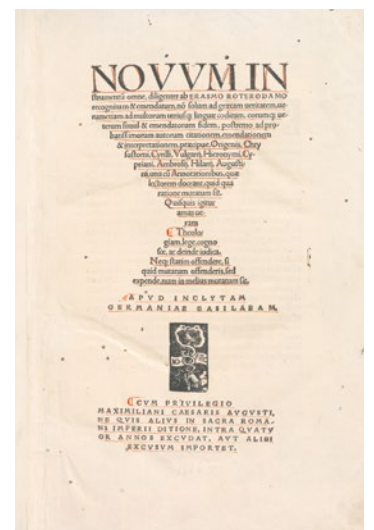 NOVVM IN
strumentū omne, diligenter ab ERASMO ROTERODAMO
recognitum & emendatum, nō solum ad græcam ueritatem, ue-
rumetiam ad multorum utriusq; linguæ codicum, eorumq; ue-
terum simul & emendatorum fidem, postremo ad pro-
batissimorum autorum citationem, emendationem
& interpretationem, præcipue, Origenis, Chry
sostomi, Cyrilli, Vulgarij, Hieronymi, Cy-
priani, Ambrosij, Hilarij, Augusti-
ni, una cū Annotationibus, quæ
lectorem doceant, quid qua
ratione mutatum sit.
Quisquis igitur
amas ue-
ram
Theolo-
giam, lege, cogno
sce, ac deinde iudica.
Neq; statim offendere, si
quid mutatum offenderis, sed
expende, num in melius mutatum sit.
APVD INCLYTAM
GERMANIAE BASILAEAM.
CVM PRIVILEGIO
MAXIMILIANI CAESARIS AVGVSTI,
NE QVIS ALIVS IN SACRA ROMA-
NI IMPERII DITIONE, INTRA QVATV
OR ANNOS EXCVDAT, AVT ALIBI
EXCVSVM IMPORTET.